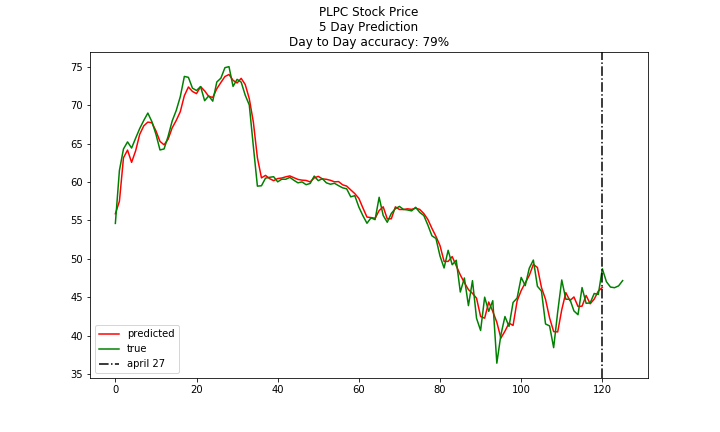 PLPC Stock Price
5 Day Prediction
Day to Day accuracy: 79%
75
70
65
60
55
50
45
40
35
predicted
true
april 27
0
20
40
60
80
100
120